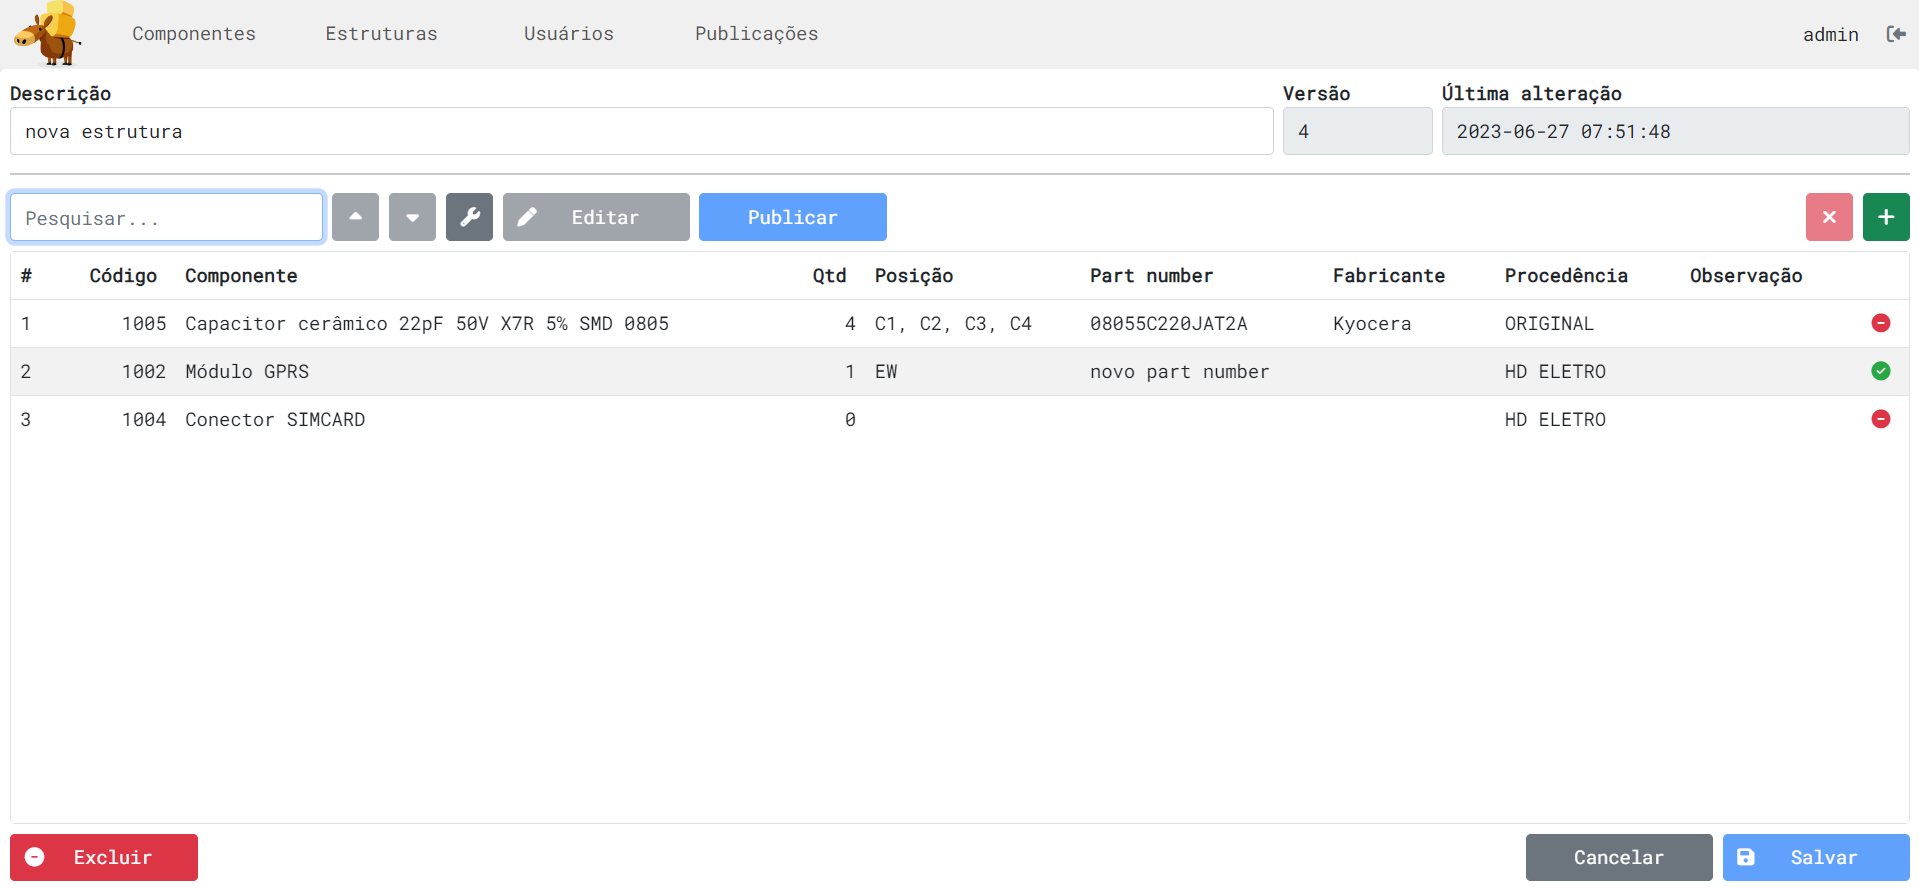 Componentes Estruturas Usuários Publicações admin
Descrição Versão Última alteração
nova estrutura 4 2023-06-27 07:51:48
Pesquisar... Editar Publicar
# Código Componente Qtd Posição Part number Fabricante Procedência Observação
1 1005 Capacitor cerâmico 22pF 50V X7R 5% SMD 0805 4 C1, C2, C3, C4 08055C220JAT2A Kyocera ORIGINAL
2 1002 Módulo GPRS 1 EW novo part number HD ELETRO
3 1004 Conector SIMCARD 0 HD ELETRO
Excluir Cancelar Salvar